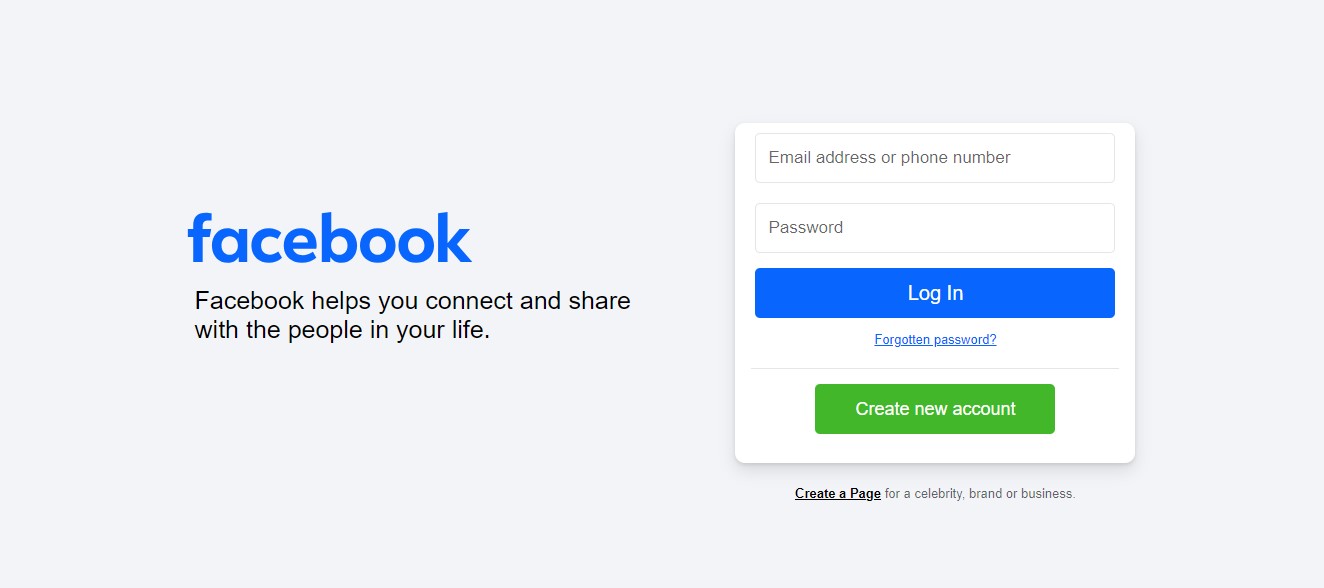 facebook
Facebook helps you connect and share
with the people in your life.
Email address or phone number
Password
Log In
Forgotten password?
Create new account
Create a Page for a celebrity, brand or business.